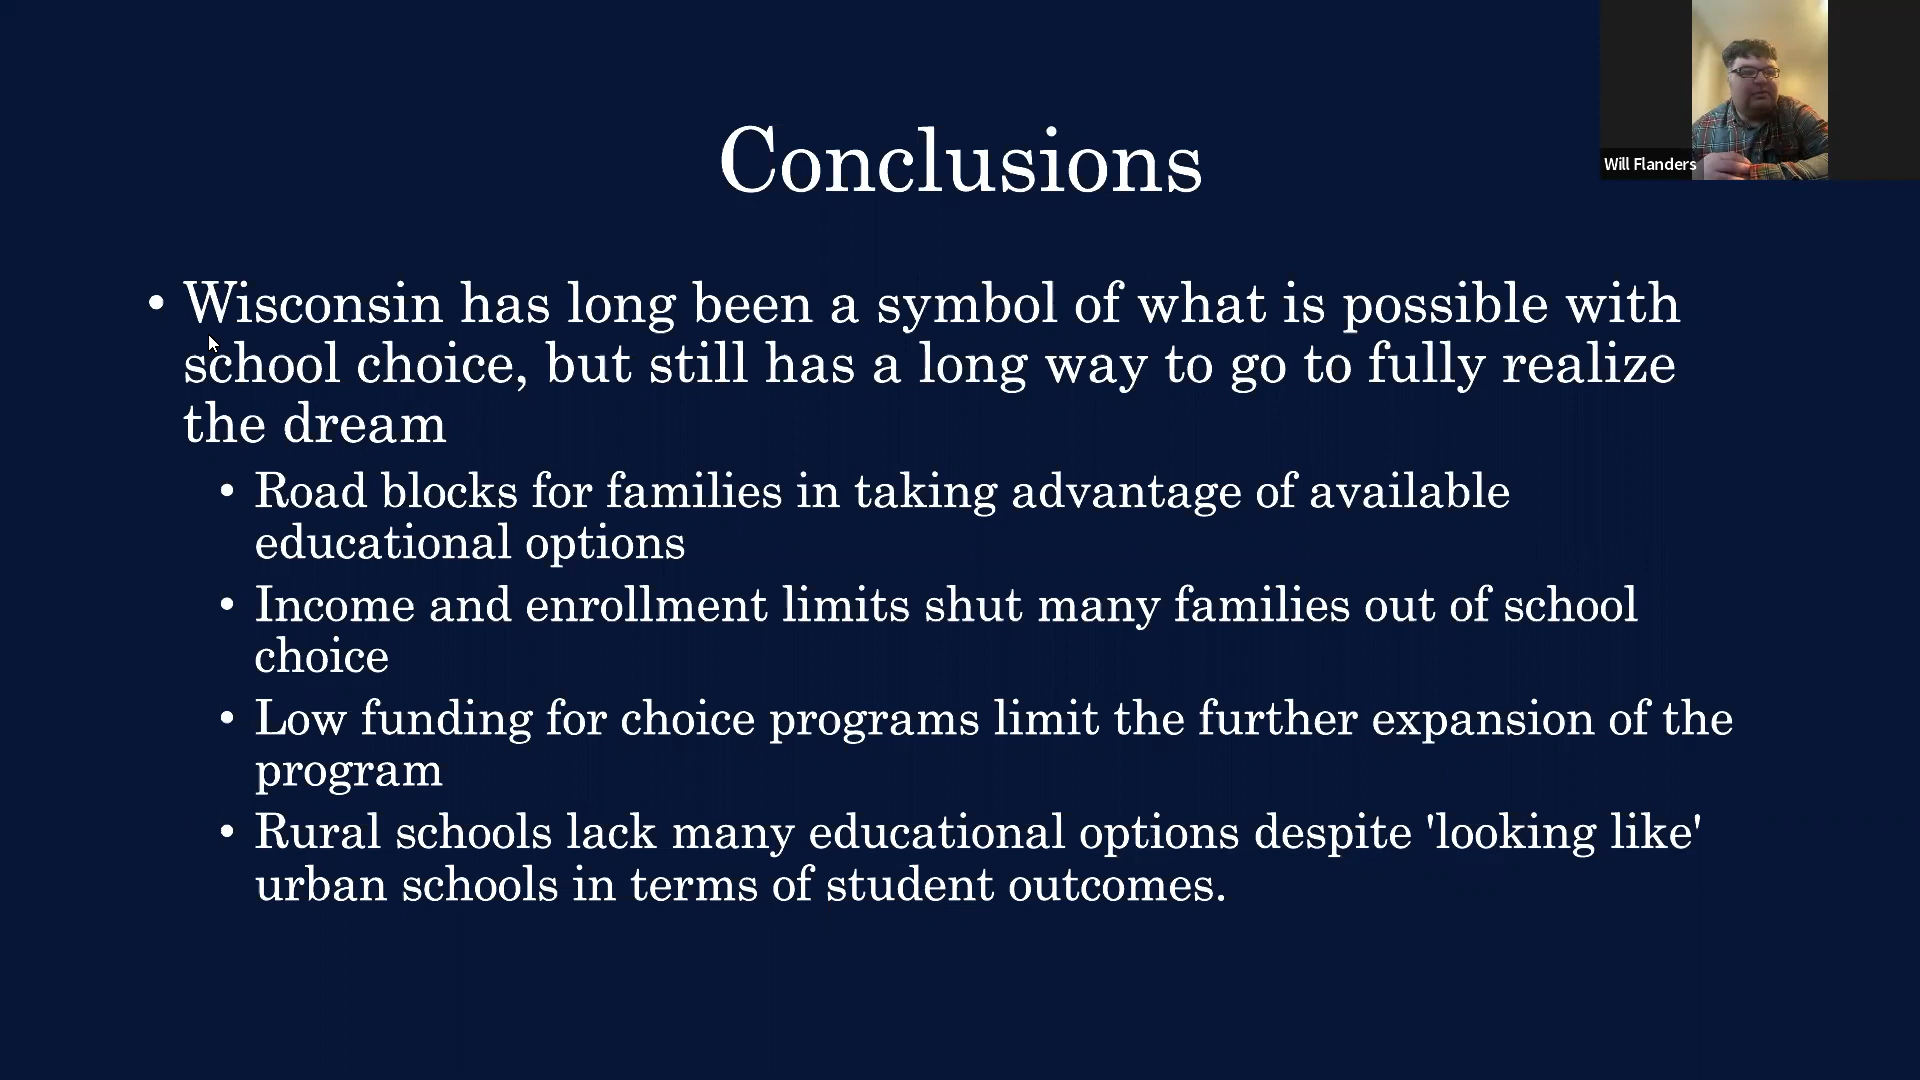 Will Flanders
Conclusions
• Wisconsin has long been a symbol of what is possible with
school choice, but still has a long way to go to fully realize
the dream
• Road blocks for families in taking advantage of available
educational options
• Income and enrollment limits shut many families out of school
choice
• Low funding for choice programs limit the further expansion of the
program
• Rural schools lack many educational options despite 'looking like'
urban schools in terms of student outcomes.